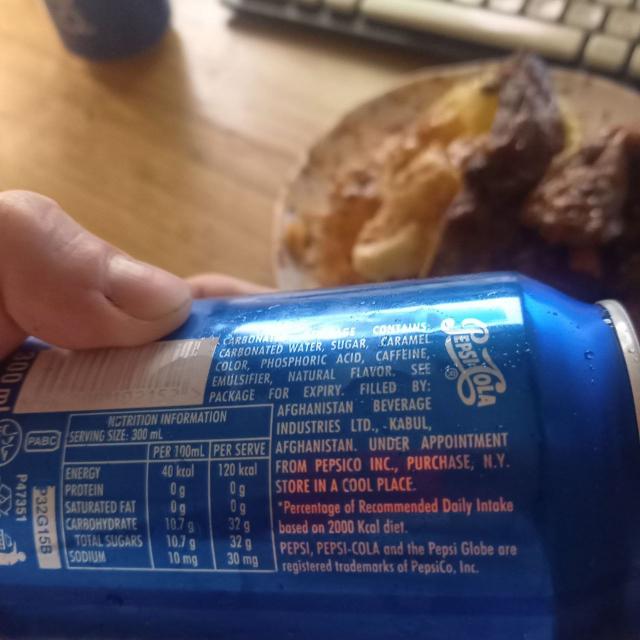 CARBONATED BEVERAGE CONTAINS:
CARBONATED WATER, SUGAR, CARAMEL
COLOR, PHOSPHORIC ACID, CAFFEINE,
EMULSIFIER, NATURAL FLAVOR. SEE
PACKAGE FOR EXPIRY. FILLED BY:
AFGHANISTAN BEVERAGE
INDUSTRIES LTD., KABUL,
AFGHANISTAN. UNDER APPOINTMENT
FROM PEPSICO INC., PURCHASE, N.Y.
STORE IN A COOL PLACE.
*Percentage of Recommended Daily Intake
based on 2000 Kcal diet.
PEPSI, PEPSI-COLA and the Pepsi Globe are
registered trademarks of PepsiCo, Inc.
PEPSI-COLA
300 ml
NUTRITION INFORMATION
SERVING SIZE: 300 mL
PER 100mL PER SERVE
ENERGY 40 kcal 120 kcal
PROTEIN 0 g 0 g
SATURATED FAT 0 g 0 g
CARBOHYDRATE 10.7 g 32 g
TOTAL SUGARS 10.7 g 32 g
SODIUM 10 mg 30 mg
PABC
P47351
P32G15B